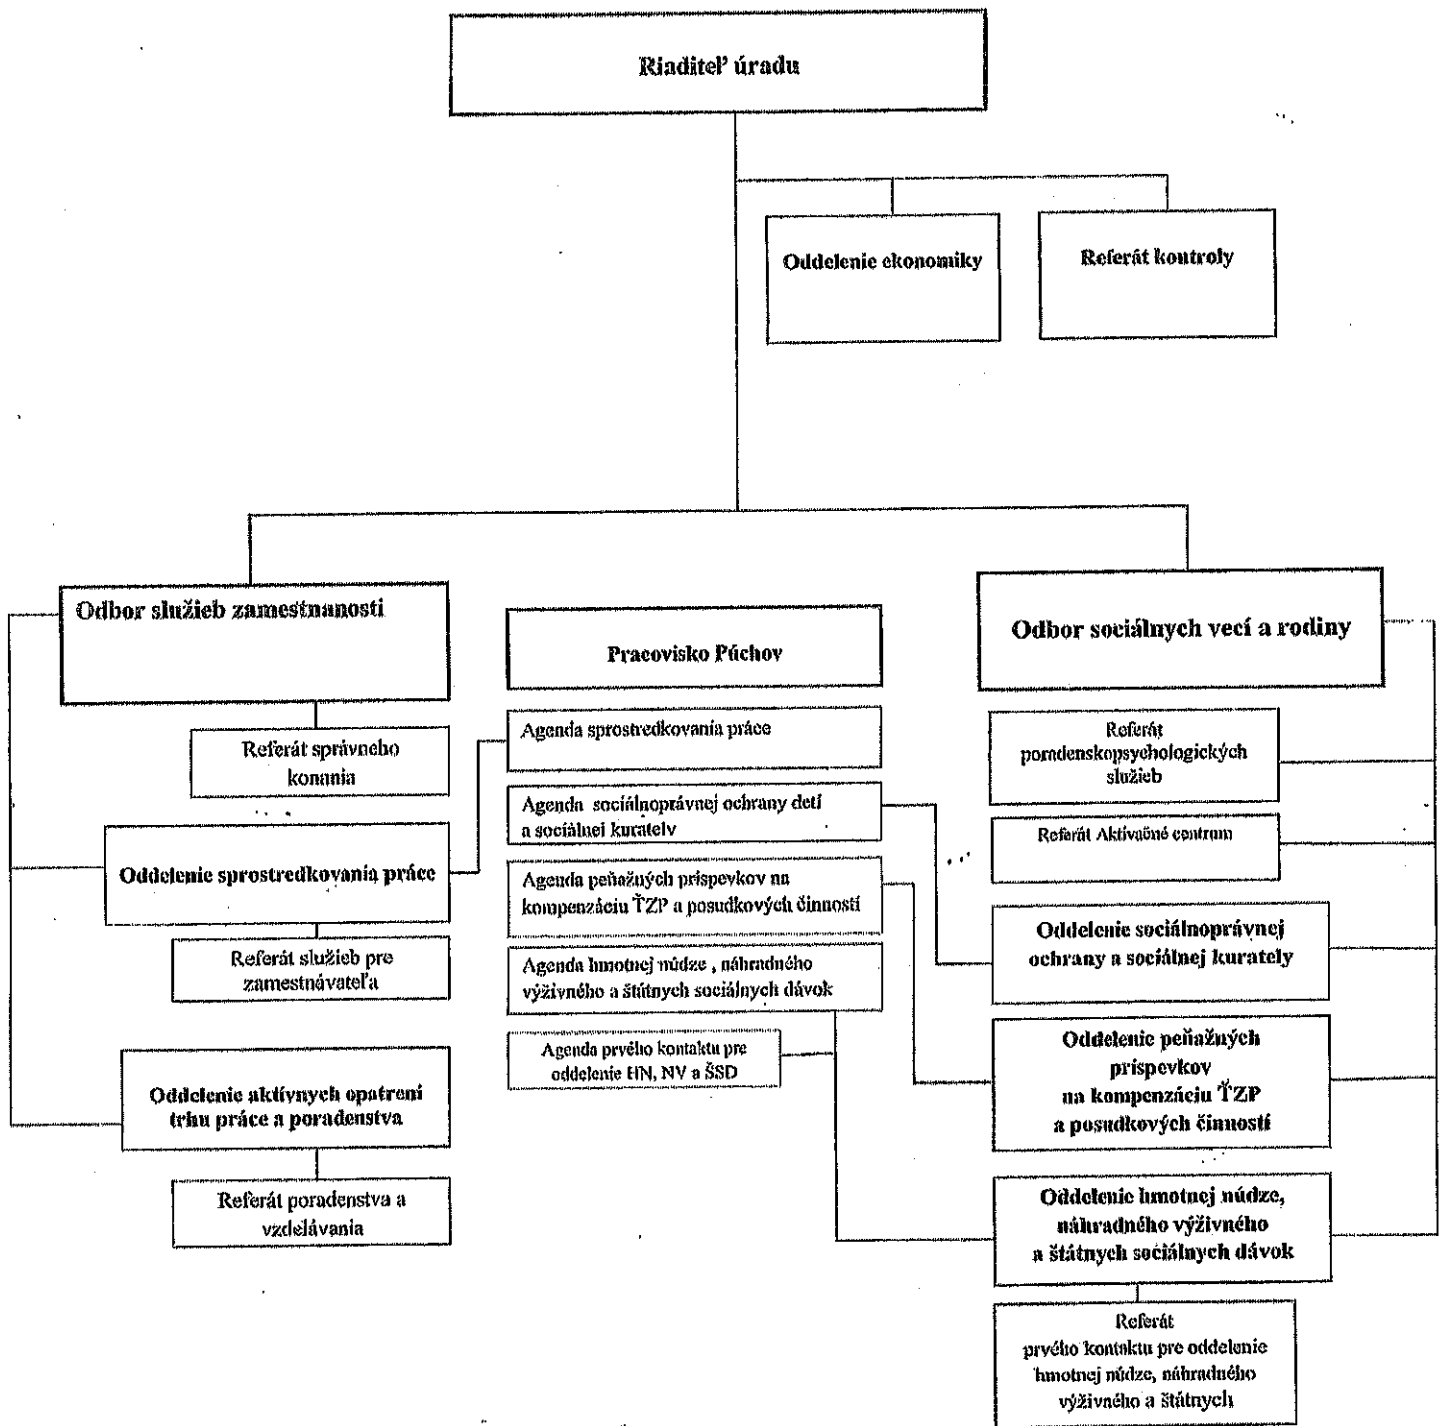 Riaditeľ úradu
Oddelenie ekonomiky
Referát kontroly
Odbor služieb zamestnanosti
Referát správneho
konania
Oddelenie sprostredkovania práce
Referát služieb pre
zamestnávateľa
Oddelenie aktívnych opatrení
trhu práce a poradenstva
Referát poradenstva a
vzdelávania
Pracovisko Púchov
Agenda sprostredkovania práce
Agenda sociálnoprávnej ochrany detí
a sociálnej kurately
Agenda peňažných príspevkov na
kompenzáciu ŤZP a posudkových činností
Agenda hmotnej núdze , náhradného
výživného a štátnych sociálnych dávok
Agenda prvého kontaktu pre
oddelenie HN, NV a ŠSD
Odbor sociálnych vecí a rodiny
Referát
poradenskopsychologických
služieb
Referát Aktivačné centrum
Oddelenie sociálnoprávnej
ochrany a sociálnej kurately
Oddelenie peňažných
príspevkov
na kompenzáciu ŤZP
a posudkových činností
Oddelenie hmotnej núdze,
náhradného výživného
a štátnych sociálnych dávok
Referát
prvého kontaktu pre oddelenie
hmotnej núdze, náhradného
výživného a štátnych